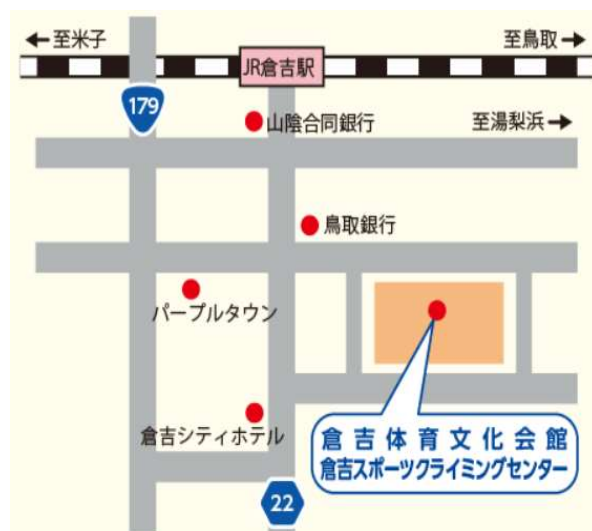 ←至米子
至鳥取→
JR倉吉駅
179
山陰合同銀行
至湯梨浜→
鳥取銀行
パープルタウン
倉吉シティホテル
倉吉体育文化会館
倉吉スポーツクライミングセンター
22